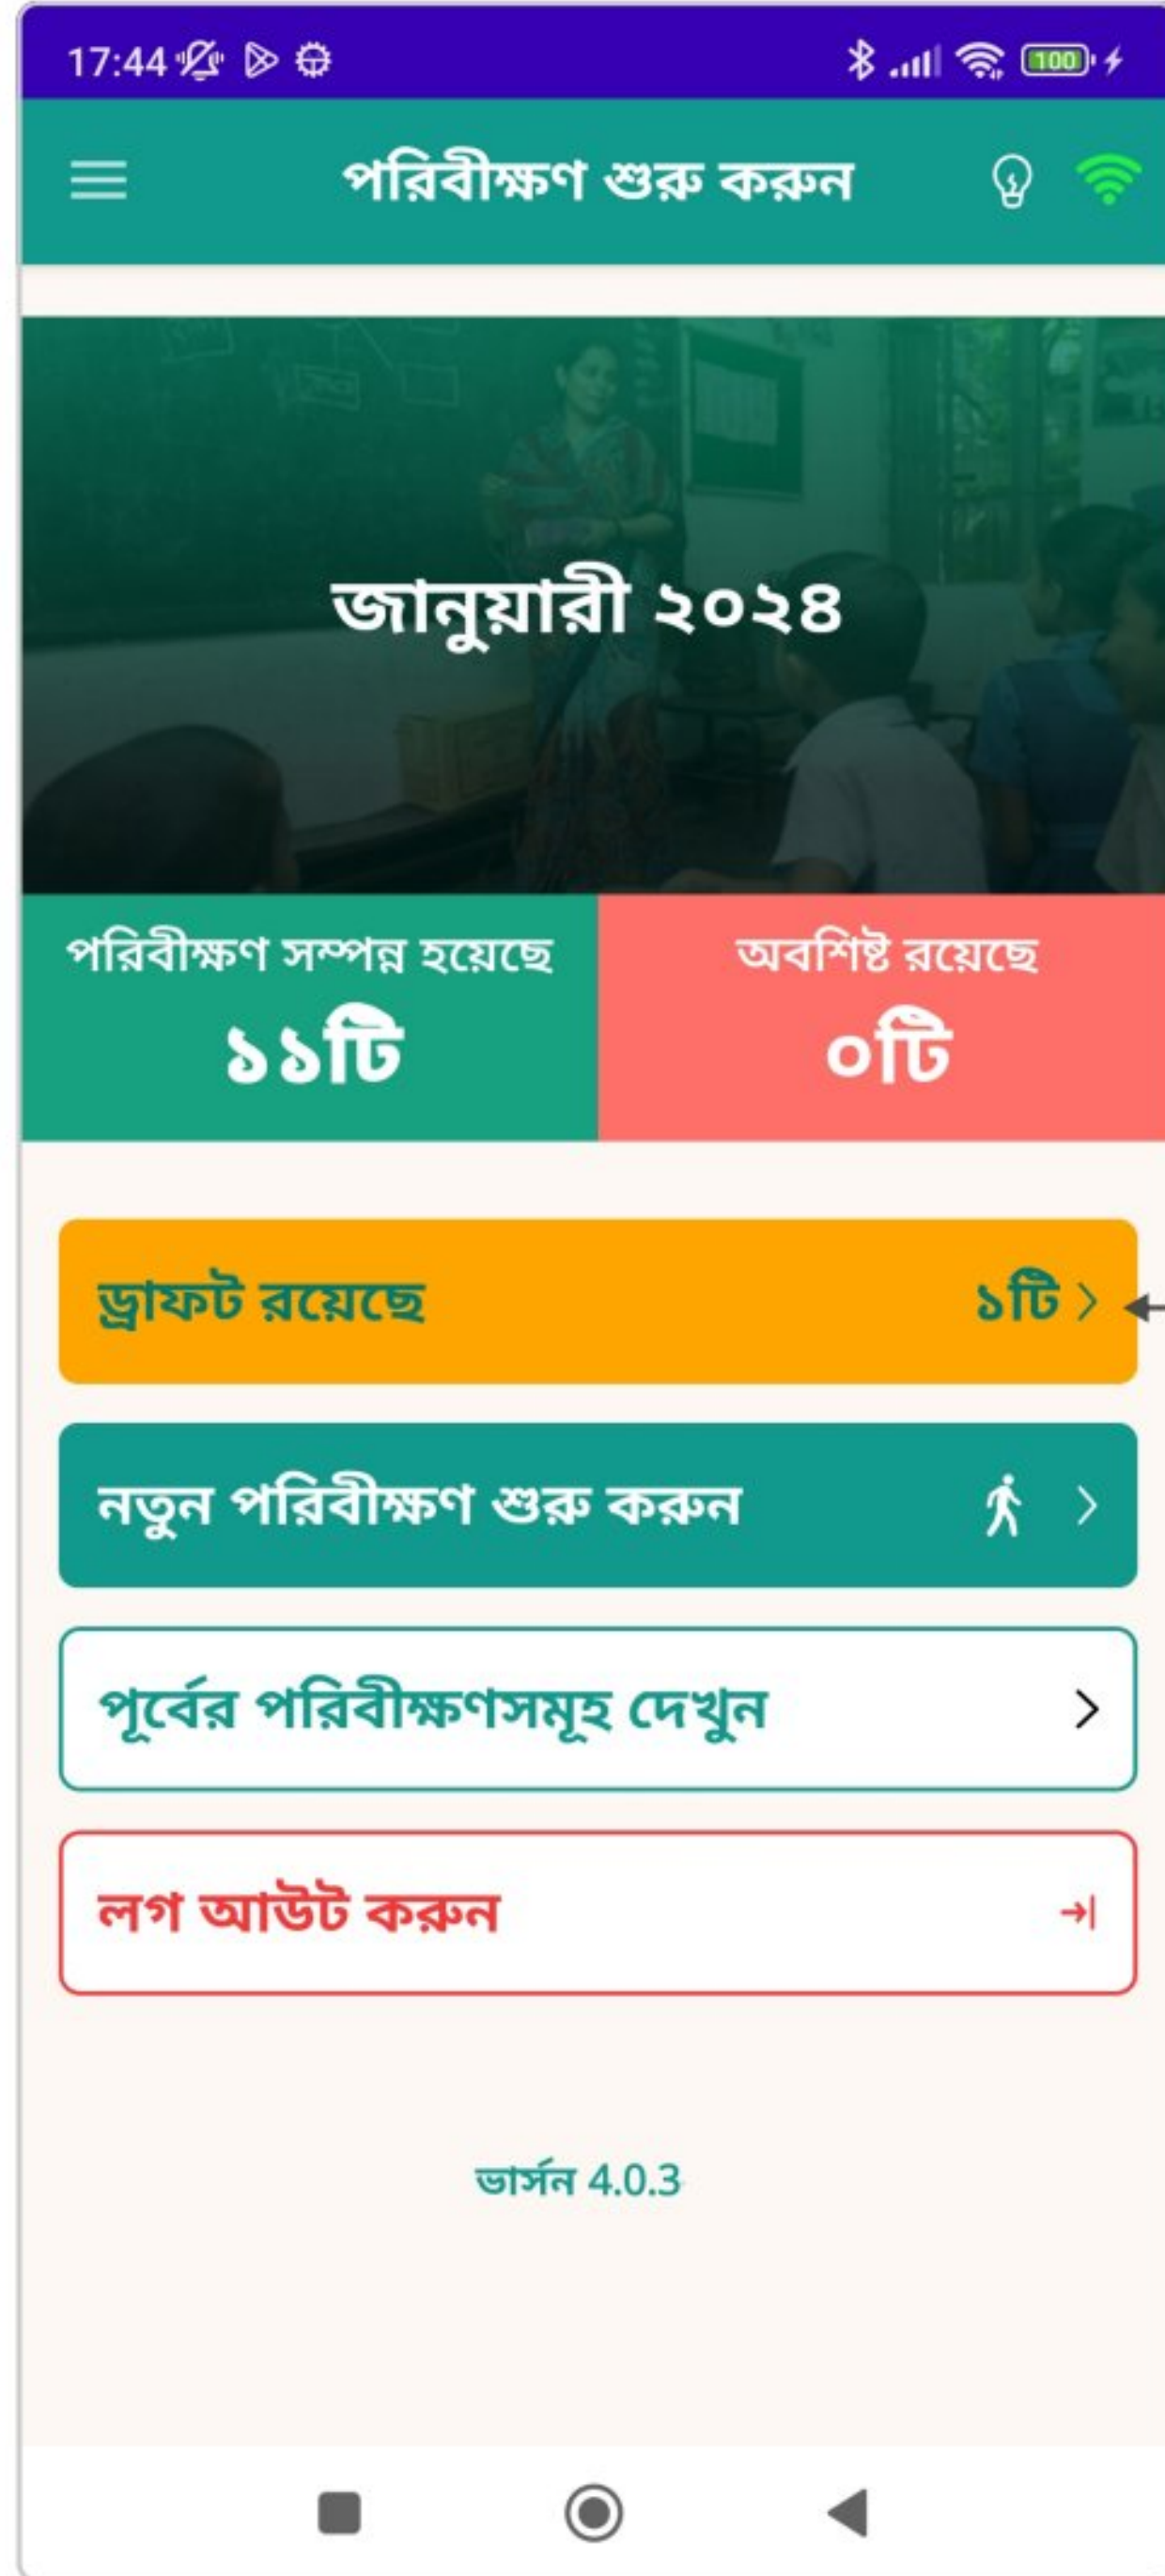 17:44
100
পরিবীক্ষণ শুরু করুন
জানুয়ারী ২০২৪
পরিবীক্ষণ সম্পন্ন হয়েছে
১১টি
অবশিষ্ট রয়েছে
০টি
ড্রাফট রয়েছে ১টি
নতুন পরিবীক্ষণ শুরু করুন
পূর্বের পরিবীক্ষণসমূহ দেখুন
লগ আউট করুন
ভার্সন 4.0.3